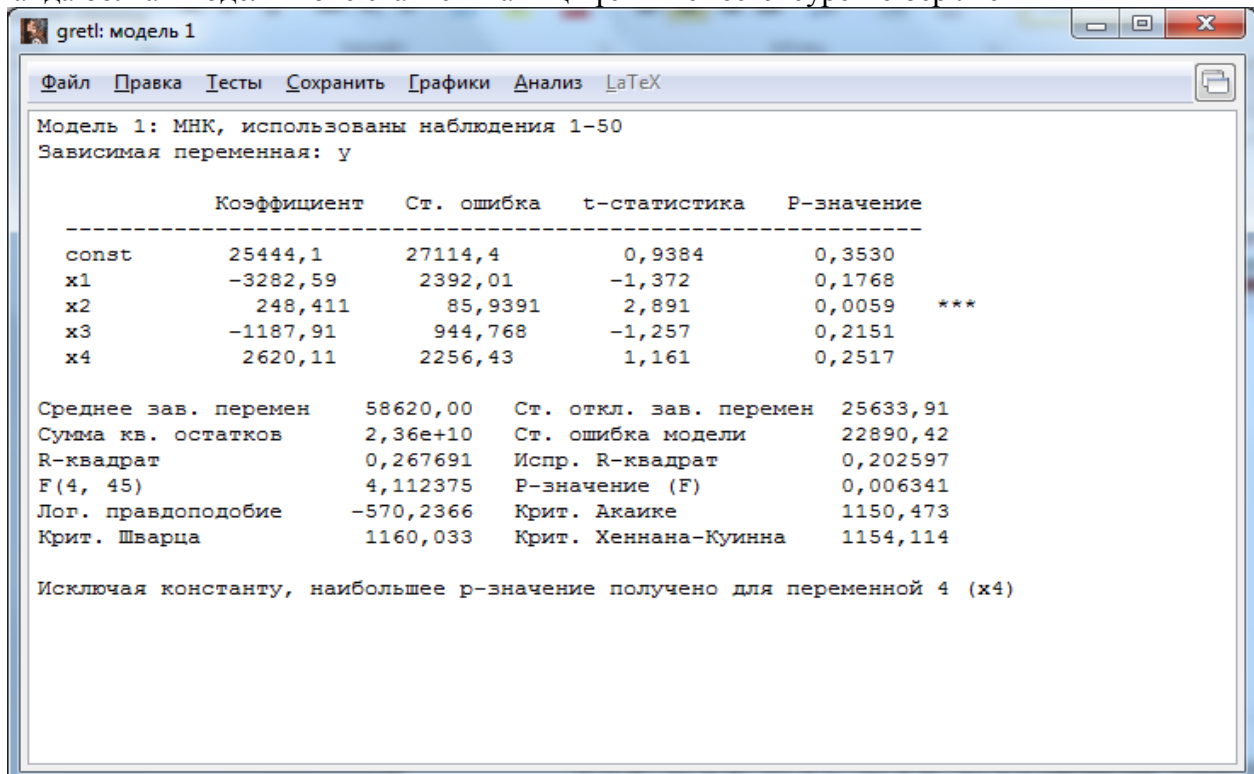 gretl: модель 1
Файл Правка Тесты Сохранить Графики Анализ LaTeX
Модель 1: МНК, использованы наблюдения 1-50
Зависимая переменная: y
Коэффициент Ст. ошибка t-статистика P-значение
---------------------------------------------------------------
const 25444,1 27114,4 0,9384 0,3530
x1 -3282,59 2392,01 -1,372 0,1768
x2 248,411 85,9391 2,891 0,0059 ***
x3 -1187,91 944,768 -1,257 0,2151
x4 2620,11 2256,43 1,161 0,2517
Среднее зав. перемен 58620,00 Ст. откл. зав. перемен 25633,91
Сумма кв. остатков 2,36e+10 Ст. ошибка модели 22890,42
R-квадрат 0,267691 Испр. R-квадрат 0,202597
F(4, 45) 4,112375 P-значение (F) 0,006341
Лог. правдоподобие -570,2366 Крит. Акаике 1150,473
Крит. Шварца 1160,033 Крит. Хеннана-Куинна 1154,114
Исключая константу, наибольшее p-значение получено для переменной 4 (x4)